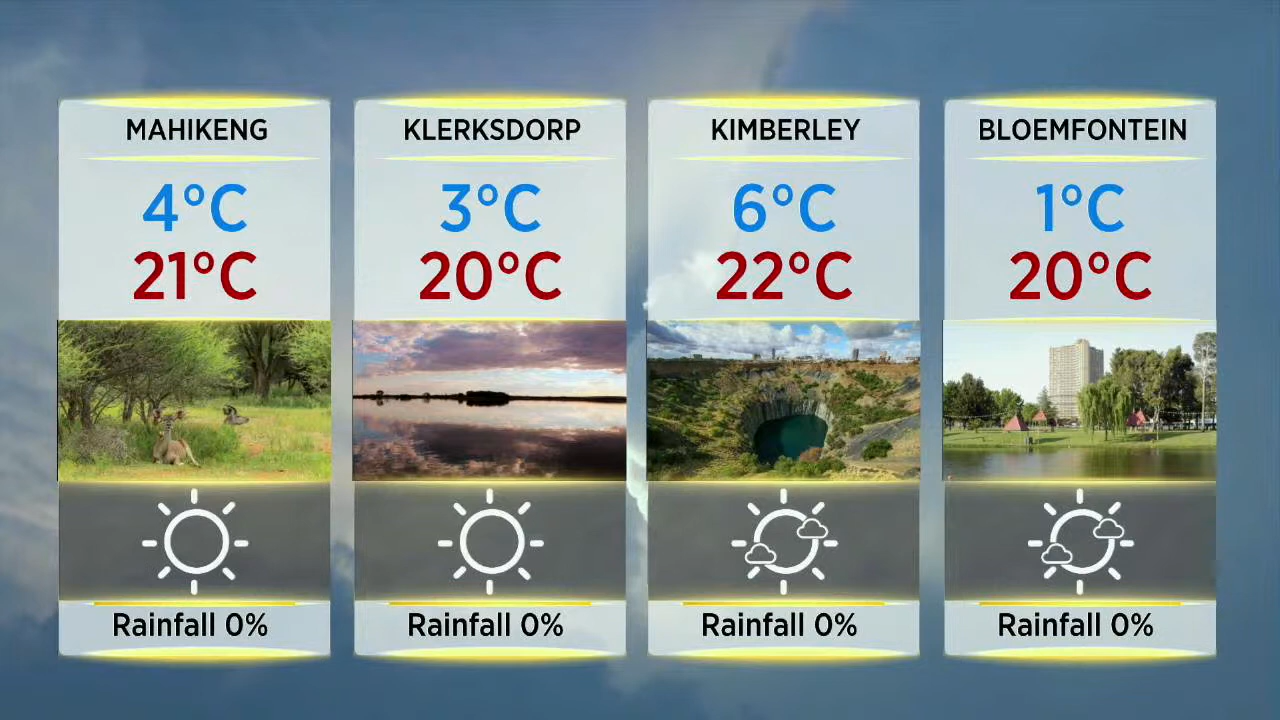 MAHIKENG
4°C
21°C
Rainfall 0%
KLERKSDORP
3°C
20°C
Rainfall 0%
KIMBERLEY
6°C
22°C
Rainfall 0%
BLOEMFONTEIN
1°C
20°C
Rainfall 0%